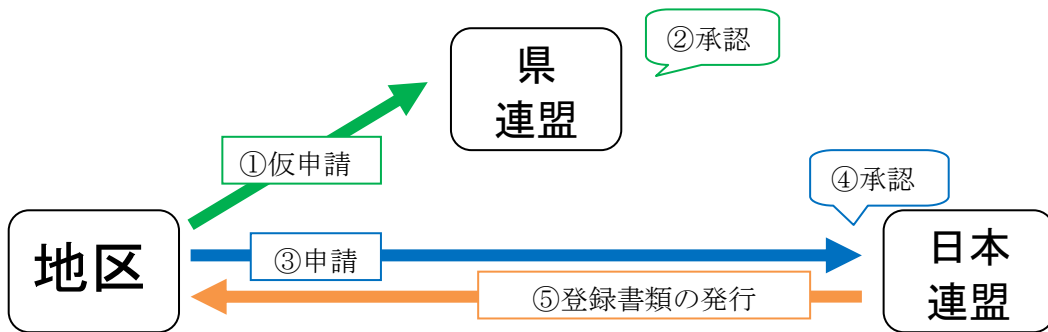 県
連盟
②承認
①仮申請
④承認
地区
③申請
日本
連盟
⑤登録書類の発行